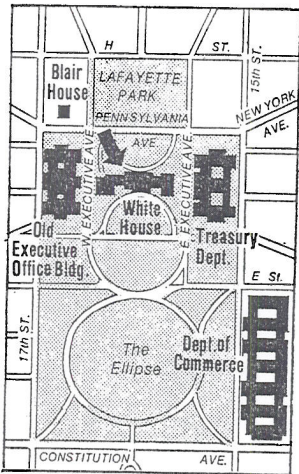 H ST.
15th ST.
Blair
House
LAFAYETTE
PARK
PENNSYLVANIA
AVE.
NEW YORK
AVE.
W. EXECUTIVE AVE.
E. EXECUTIVE AVE.
White
House
Old
Executive
Office Bldg.
Treasury
Dept.
E St.
17th ST.
The
Ellipse
Dept. of
Commerce
CONSTITUTION AVE.